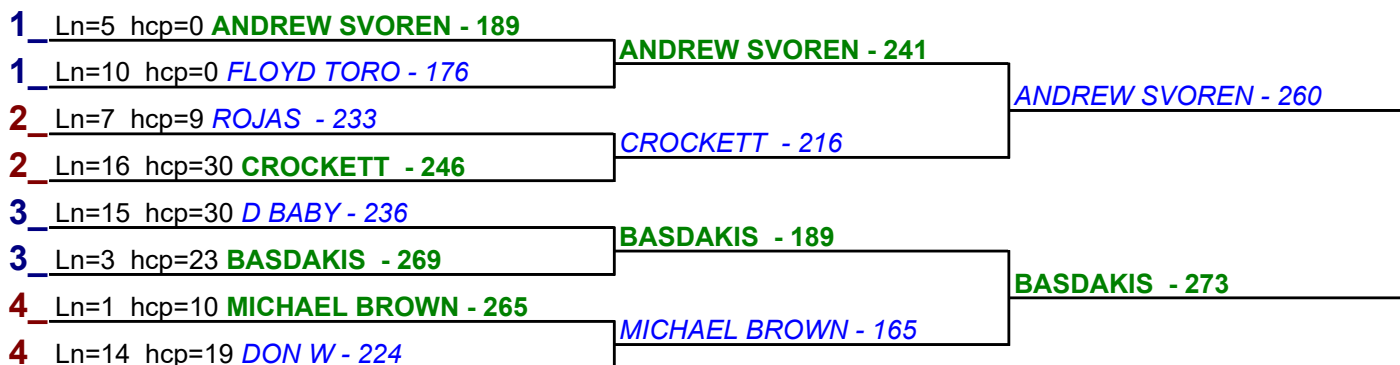 1_ Ln=5 hcp=0 ANDREW SVOREN - 189
ANDREW SVOREN - 241
1_ Ln=10 hcp=0 FLOYD TORO - 176
ANDREW SVOREN - 260
2_ Ln=7 hcp=9 ROJAS - 233
CROCKETT - 216
2_ Ln=16 hcp=30 CROCKETT - 246
3_ Ln=15 hcp=30 D BABY - 236
BASDAKIS - 189
3_ Ln=3 hcp=23 BASDAKIS - 269
BASDAKIS - 273
4_ Ln=1 hcp=10 MICHAEL BROWN - 265
MICHAEL BROWN - 165
4 Ln=14 hcp=19 DON W - 224